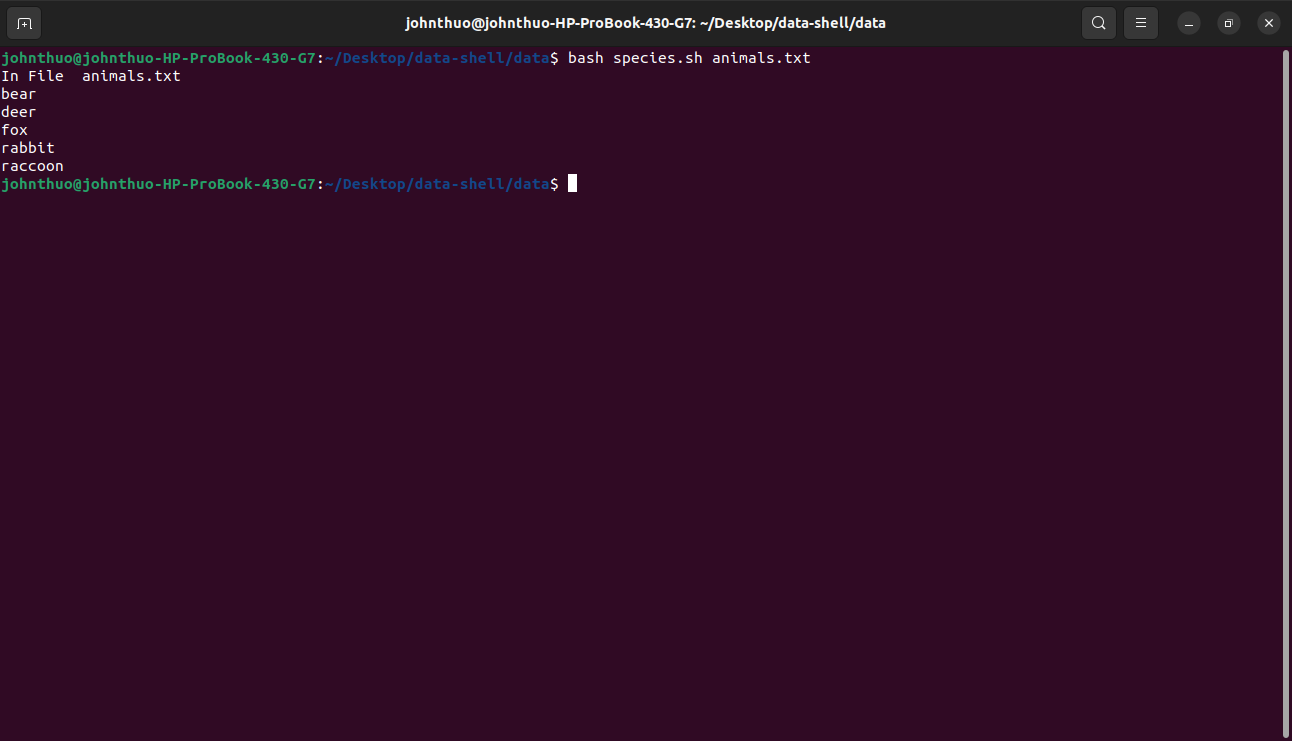 johnthuo@johnthuo-HP-ProBook-430-G7: ~/Desktop/data-shell/data
johnthuo@johnthuo-HP-ProBook-430-G7:~/Desktop/data-shell/data$ bash species.sh animals.txt
In File  animals.txt
bear
deer
fox
rabbit
raccoon
johnthuo@johnthuo-HP-ProBook-430-G7:~/Desktop/data-shell/data$